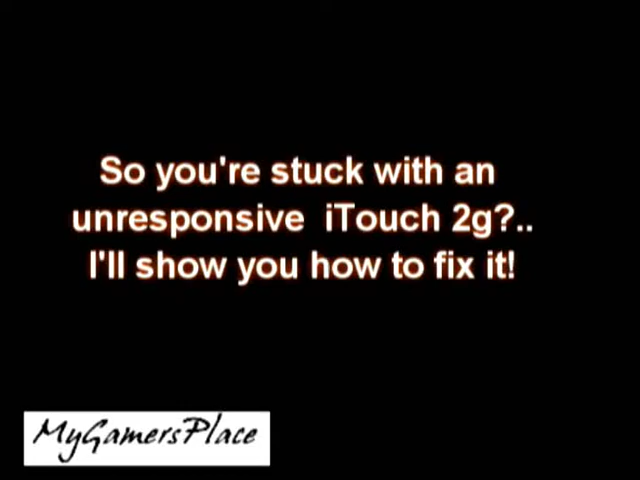 So you're stuck with an
unresponsive iTouch 2g?..
I'll show you how to fix it!
MyGamersPlace